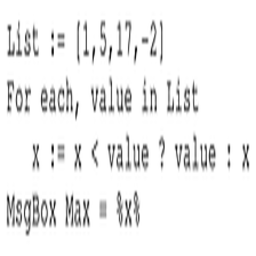 List := [1,5,17,-2]
For each, value in List
x := x < value ? value : x
MsgBox Max = %x%